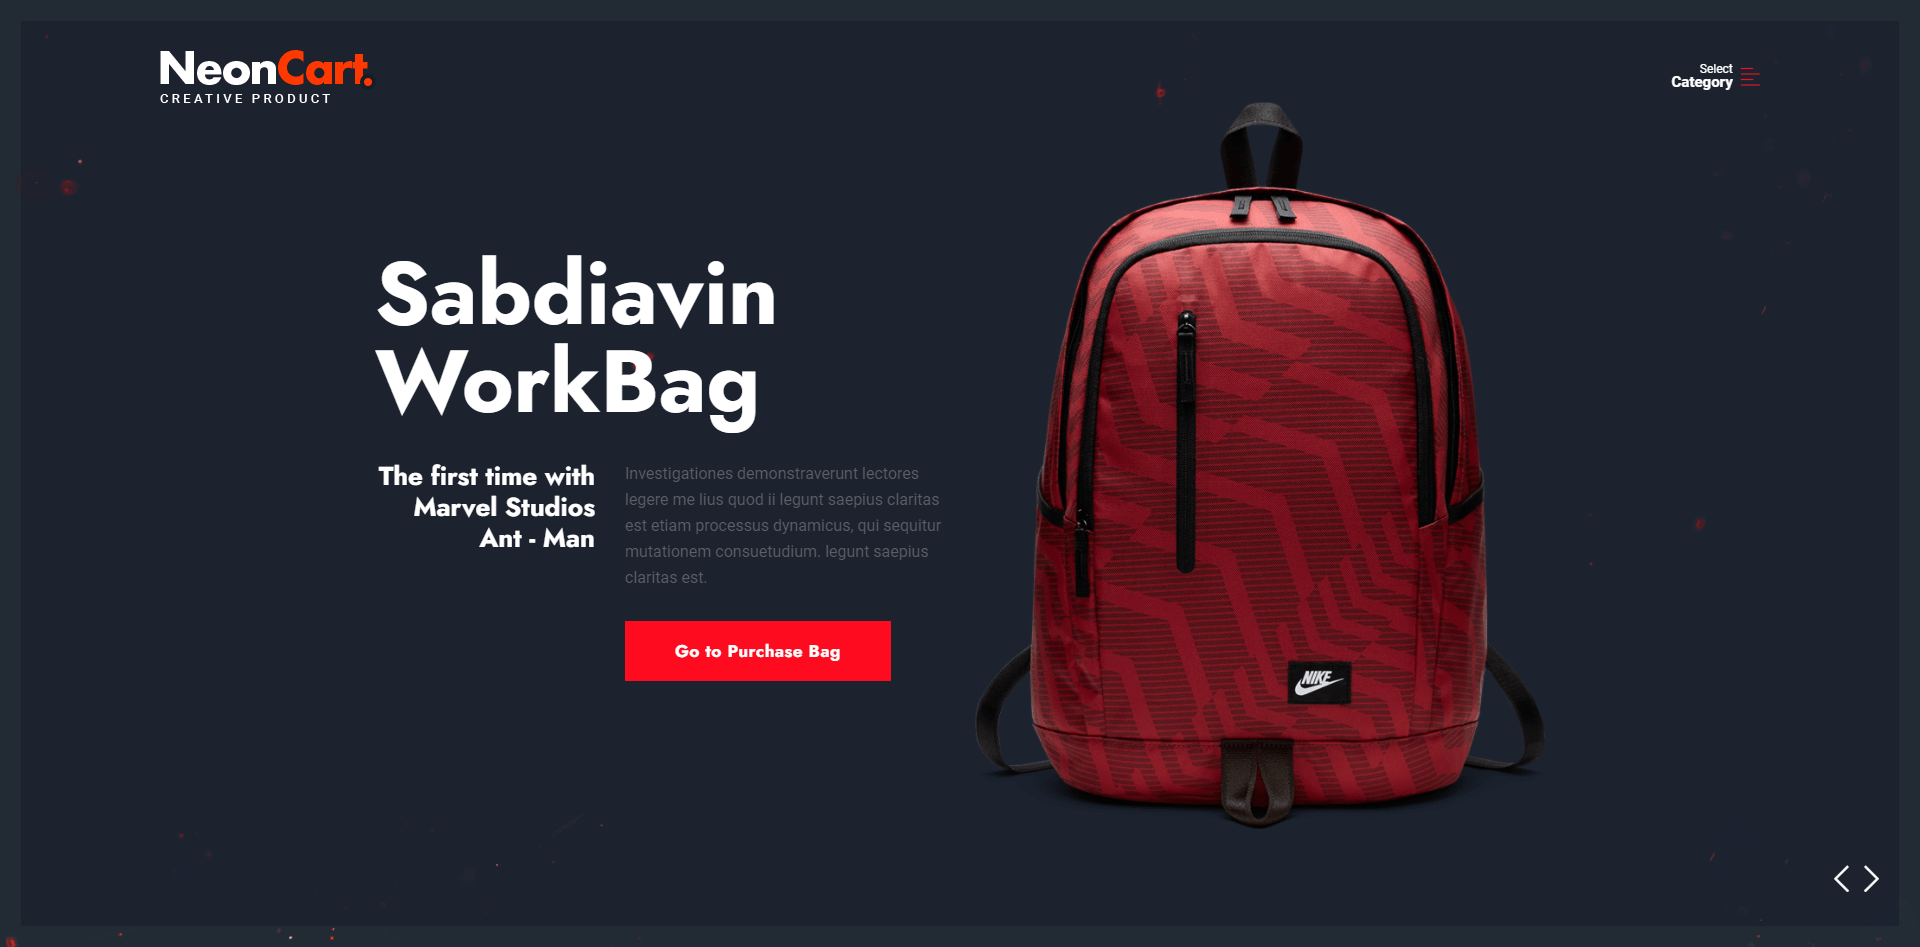 NeonCart.
CREATIVE PRODUCT
Select
Category
Sabdiavin
WorkBag
The first time with
Marvel Studios
Ant - Man
Investigationes demonstraverunt lectores
legere me lius quod ii legunt saepius claritas
est etiam processus dynamicus, qui sequitur
mutationem consuetudium. legunt saepius
claritas est.
Go to Purchase Bag
NIKE